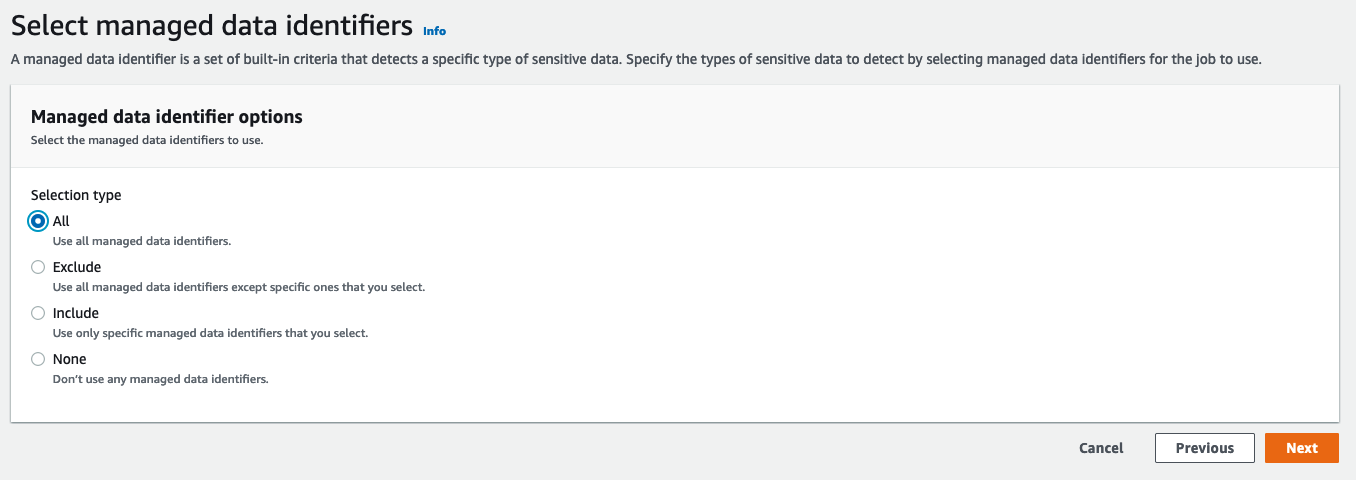 Select managed data identifiers Info
A managed data identifier is a set of built-in criteria that detects a specific type of sensitive data. Specify the types of sensitive data to detect by selecting managed data identifiers for the job to use.
Managed data identifier options
Select the managed data identifiers to use.
Selection type
All
Use all managed data identifiers.
Exclude
Use all managed data identifiers except specific ones that you select.
Include
Use only specific managed data identifiers that you select.
None
Don't use any managed data identifiers.
Cancel Previous Next